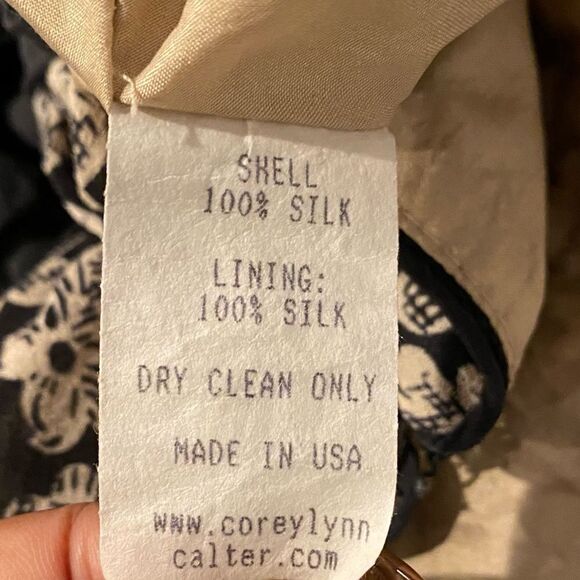 SHELL
100% SILK
LINING:
100% SILK
DRY CLEAN ONLY
MADE IN USA
www.coreylynn
calter.com